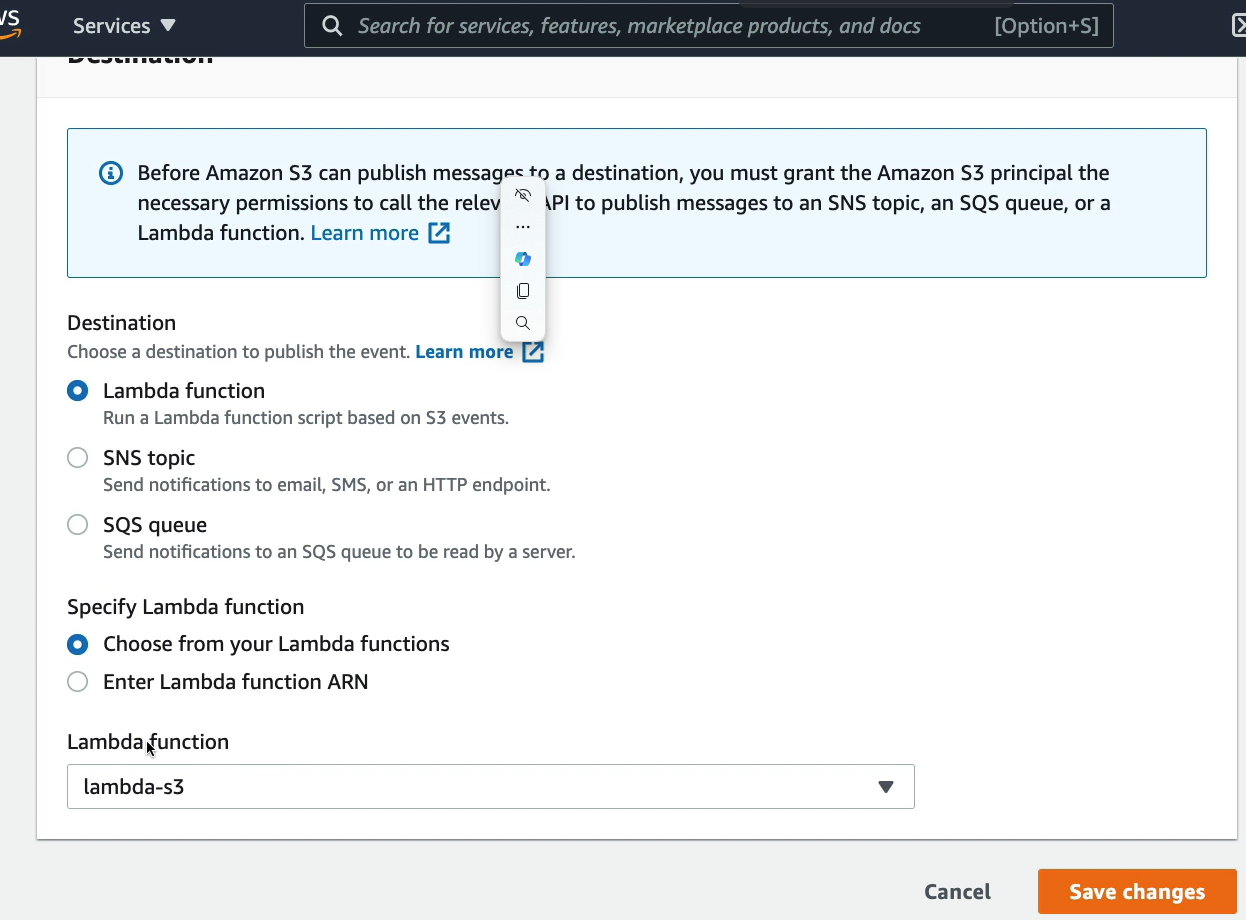 Services ▼
Search for services, features, marketplace products, and docs [Option+S]
Destination
Before Amazon S3 can publish messages to a destination, you must grant the Amazon S3 principal the
necessary permissions to call the API to publish messages to an SNS topic, an SQS queue, or a
Lambda function. Learn more
Destination
Choose a destination to publish the event. Learn more
Lambda function
Run a Lambda function script based on S3 events.
SNS topic
Send notifications to email, SMS, or an HTTP endpoint.
SQS queue
Send notifications to an SQS queue to be read by a server.
Specify Lambda function
Choose from your Lambda functions
Enter Lambda function ARN
Lambda function
lambda-s3
Cancel
Save changes